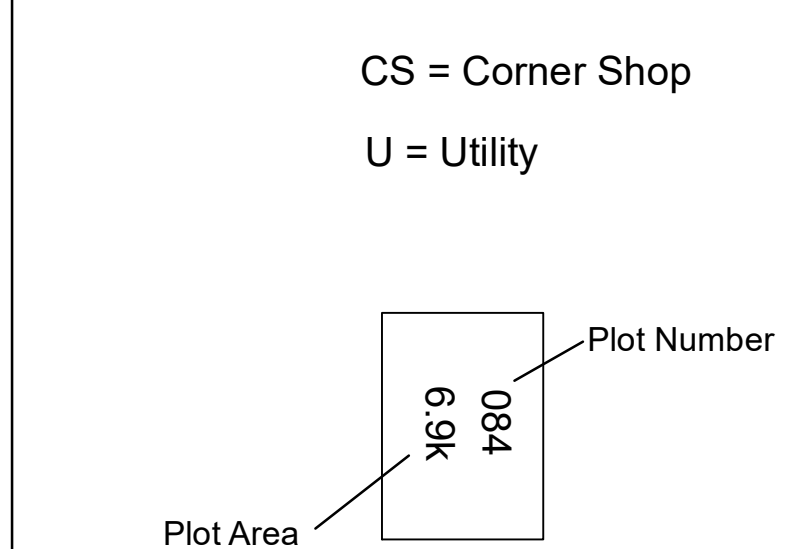 CS = Corner Shop
U = Utility
Plot Number
084
6.9k
Plot Area